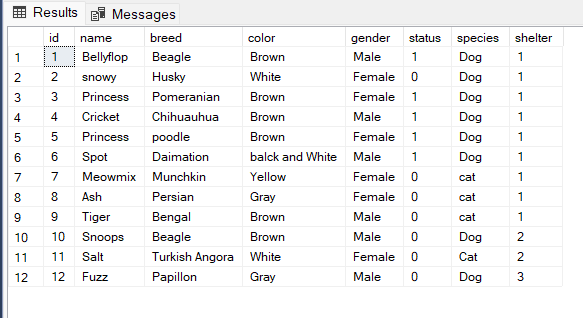 Results Messages
id name breed color gender status species shelter
1 1 Bellyflop Beagle Brown Male 1 Dog 1
2 2 snowy Husky White Female 0 Dog 1
3 3 Princess Pomeranian Brown Female 1 Dog 1
4 4 Cricket Chihuauhua Brown Male 1 Dog 1
5 5 Princess poodle Brown Female 1 Dog 1
6 6 Spot Daimation balck and White Male 1 Dog 1
7 7 Meowmix Munchkin Yellow Female 0 cat 1
8 8 Ash Persian Gray Female 0 cat 1
9 9 Tiger Bengal Brown Male 0 cat 1
10 10 Snoops Beagle Brown Male 0 Dog 2
11 11 Salt Turkish Angora White Female 0 Cat 2
12 12 Fuzz Papillon Gray Male 0 Dog 3